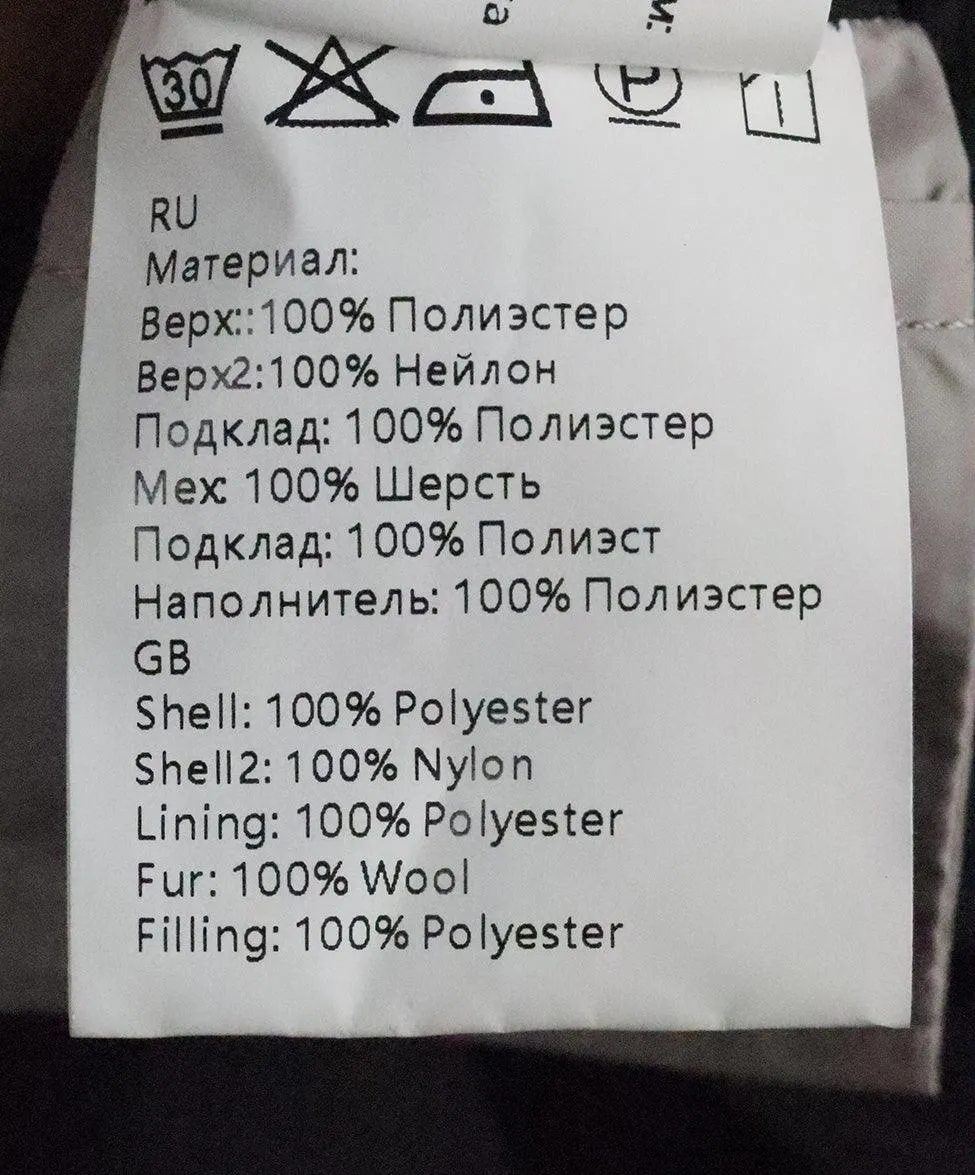 а
м:
30
P
RU
Материал:
Верх::100% Полиэстер
Верх2:100% Нейлон
Подклад: 100% Полиэстер
Мех: 100% Шерсть
Подклад: 100% Полиэст
Наполнитель: 100% Полиэстер
GB
Shell: 100% Polyester
Shell2: 100% Nylon
Lining: 100% Polyester
Fur: 100% Wool
Filling: 100% Polyester